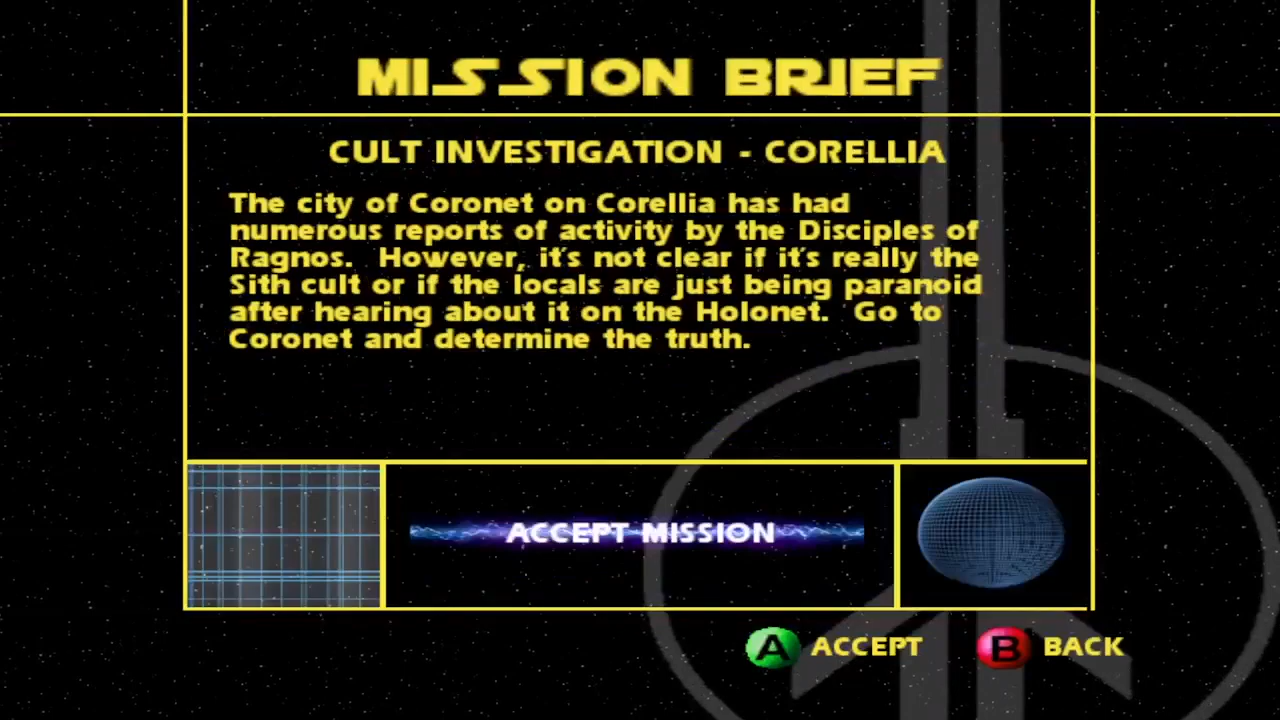 MISSION BRIEF
CULT INVESTIGATION - CORELLIA
The city of Coronet on Corellia has had
numerous reports of activity by the Disciples of
Ragnos.  However, it's not clear if it's really the
Sith cult or if the locals are just being paranoid
after hearing about it on the Holonet.  Go to
Coronet and determine the truth.
ACCEPT MISSION
A ACCEPT B BACK